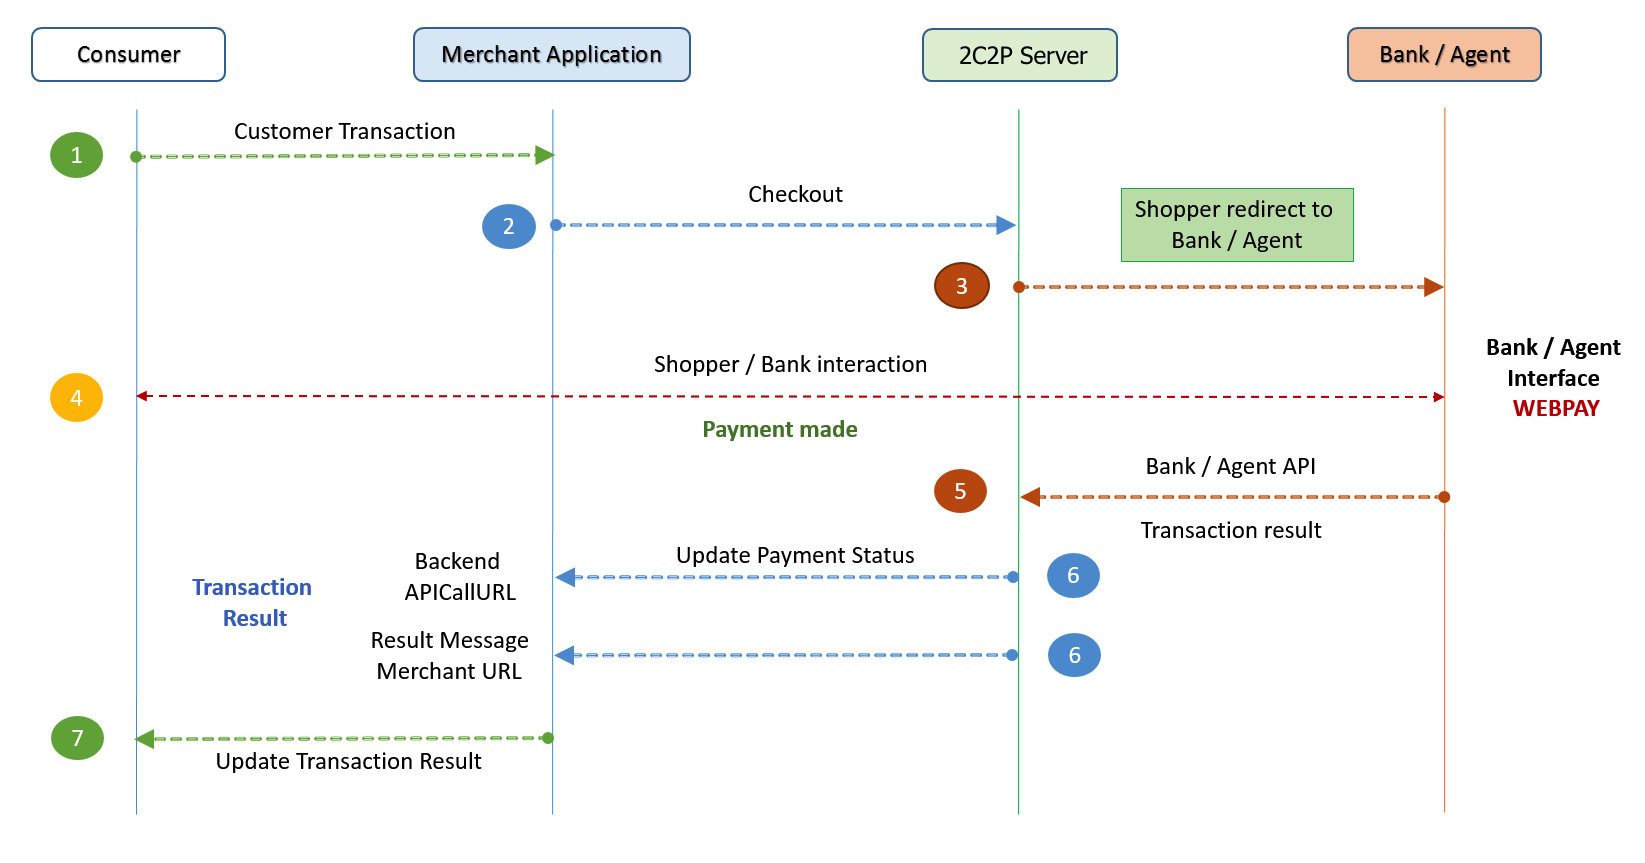 Consumer
Merchant Application
2C2P Server
Bank / Agent
Customer Transaction
1
Checkout
2
Shopper redirect to
Bank / Agent
3
Shopper / Bank interaction
4
Bank / Agent
Interface
WEBPAY
Payment made
Bank / Agent API
5
Transaction result
Update Payment Status
Backend
APICallURL
6
Transaction
Result
Result Message
Merchant URL
6
7
Update Transaction Result